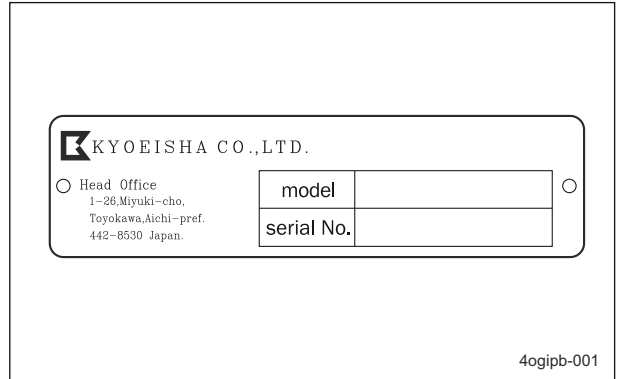 KYOEISHA CO.,LTD.
Head Office
1-26,Miyuki-cho,
Toyokawa,Aichi-pref.
442-8530 Japan.
model
serial No.
4ogipb-001